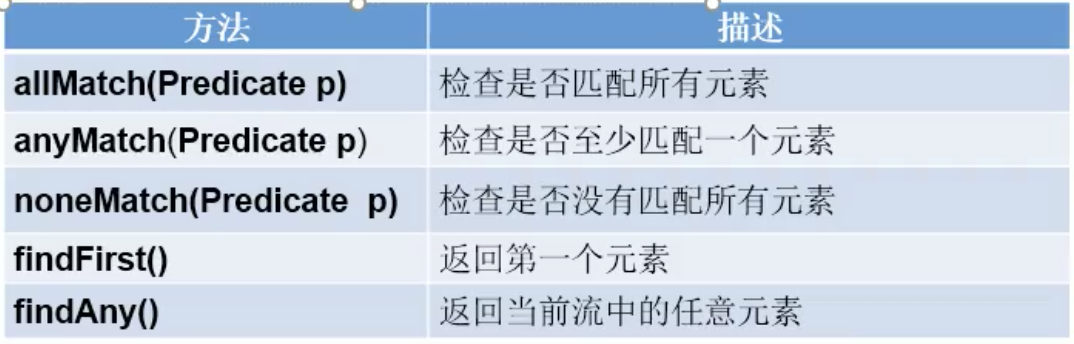 方法 描述
allMatch(Predicate p) 检查是否匹配所有元素
anyMatch(Predicate p) 检查是否至少匹配一个元素
noneMatch(Predicate  p) 检查是否没有匹配所有元素
findFirst() 返回第一个元素
findAny() 返回当前流中的任意元素